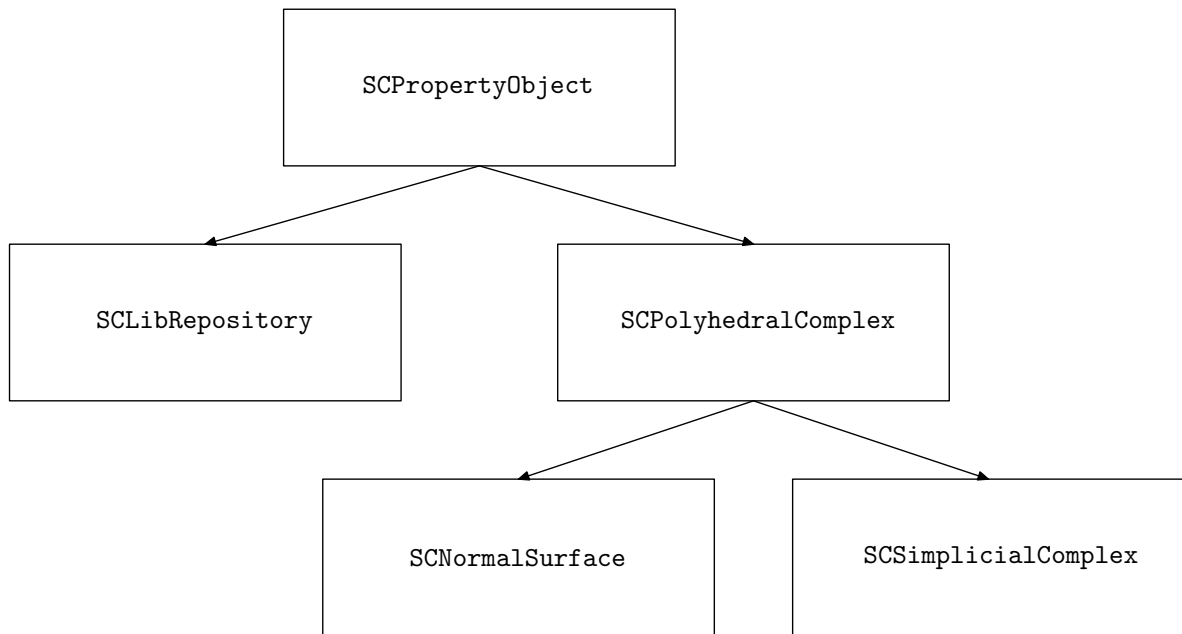 SCPropertyObject
SCLibRepository
SCPolyhedralComplex
SCNormalSurface
SCSimplicialComplex